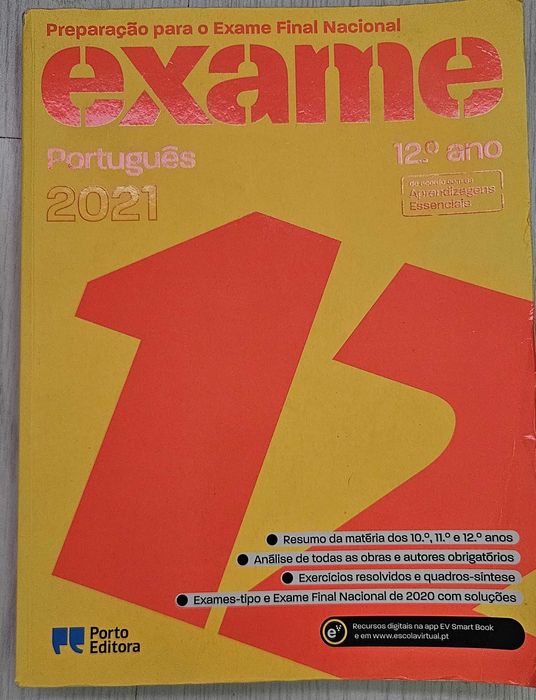 Preparação para o Exame Final Nacional
exame
Português
12.º ano
2021
de acordo com as
Aprendizagens
Essenciais
12
Resumo da matéria dos 10.º, 11.º e 12.º anos
Análise de todas as obras e autores obrigatórios
Exercícios resolvidos e quadros-síntese
Exames-tipo e Exame Final Nacional de 2020 com soluções
eV
Recursos digitais na app EV Smart Book
e em www.escolavirtual.pt
Porto
Editora